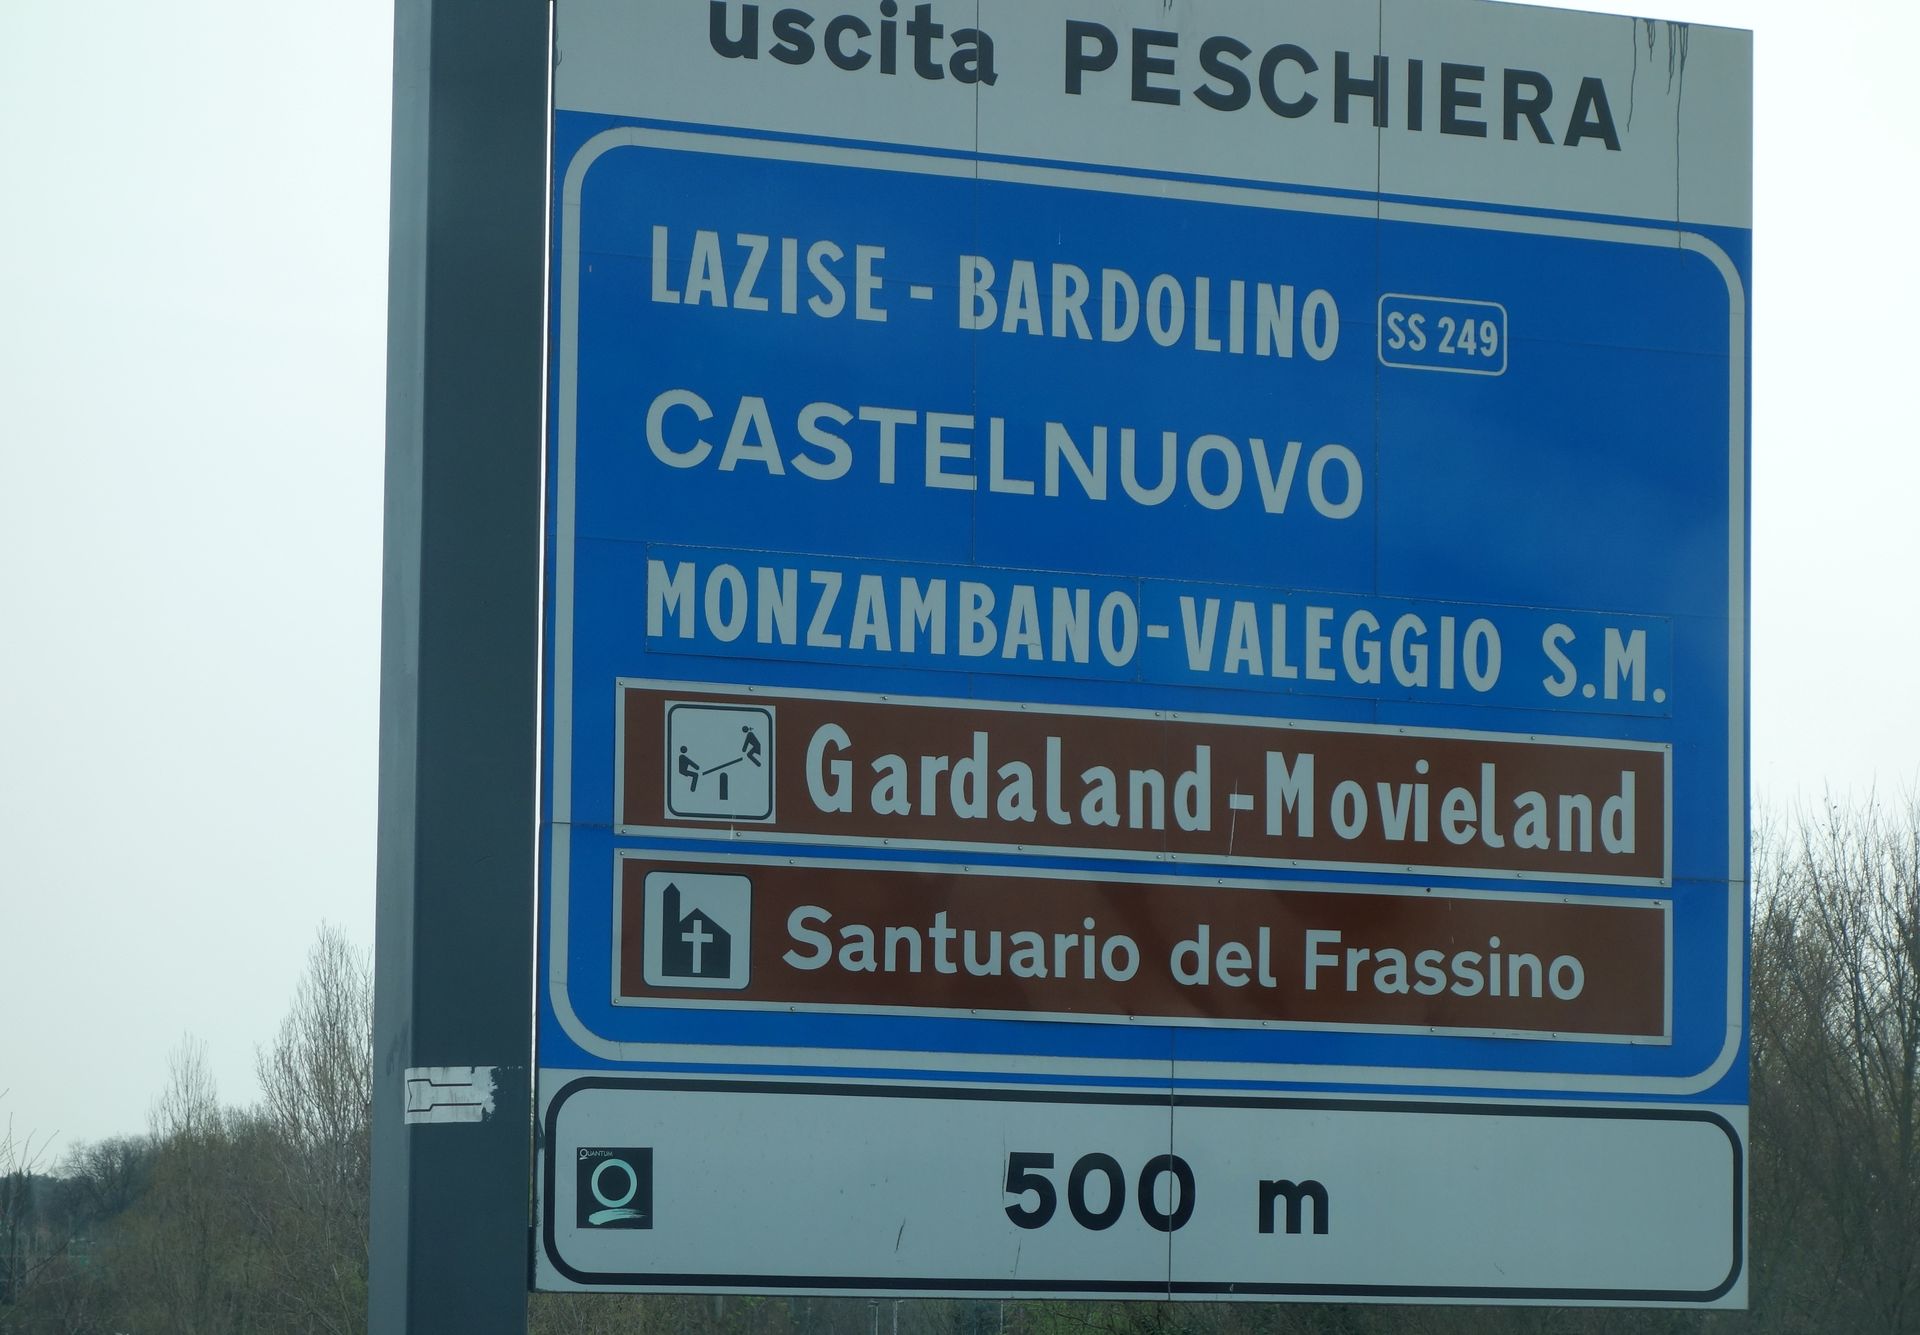 uscita PESCHIERA
LAZISE - BARDOLINO SS 249
CASTELNUOVO
MONZAMBANO-VALEGGIO S.M.
Gardaland-Movieland
Santuario del Frassino
QUANTUM
500 m